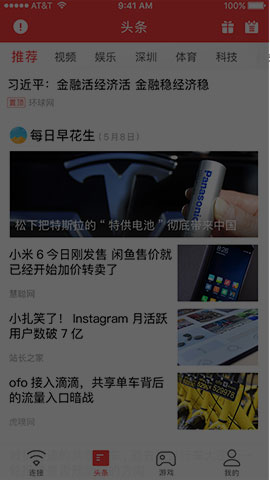 AT&T 9:41 AM 100%
头条
推荐 视频 娱乐 深圳 体育 科技
习近平：金融活经济活 金融稳经济稳
置顶 环球网
每日早花生（5月8日）
Panasonic
松下把特斯拉的“特供电池”彻底带来中国
小米 6 今日刚发售 闲鱼售价就
已经开始加价转卖了
慧聪网
小扎笑了！Instagram 月活跃
用户数破 7 亿
站长之家
ofo 接入滴滴，共享单车背后
的流量入口暗战
虎嗅网
连接 头条 游戏 我的